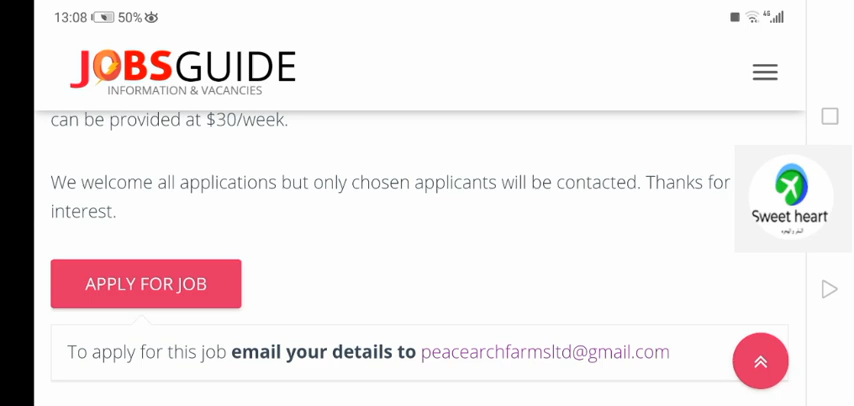 13:08 50% 4G
JOBSGUIDE
INFORMATION & VACANCIES
can be provided at $30/week.
We welcome all applications but only chosen applicants will be contacted. Thanks for
interest.
Sweet heart
APPLY FOR JOB
To apply for this job email your details to peacearchfarmsltd@gmail.com